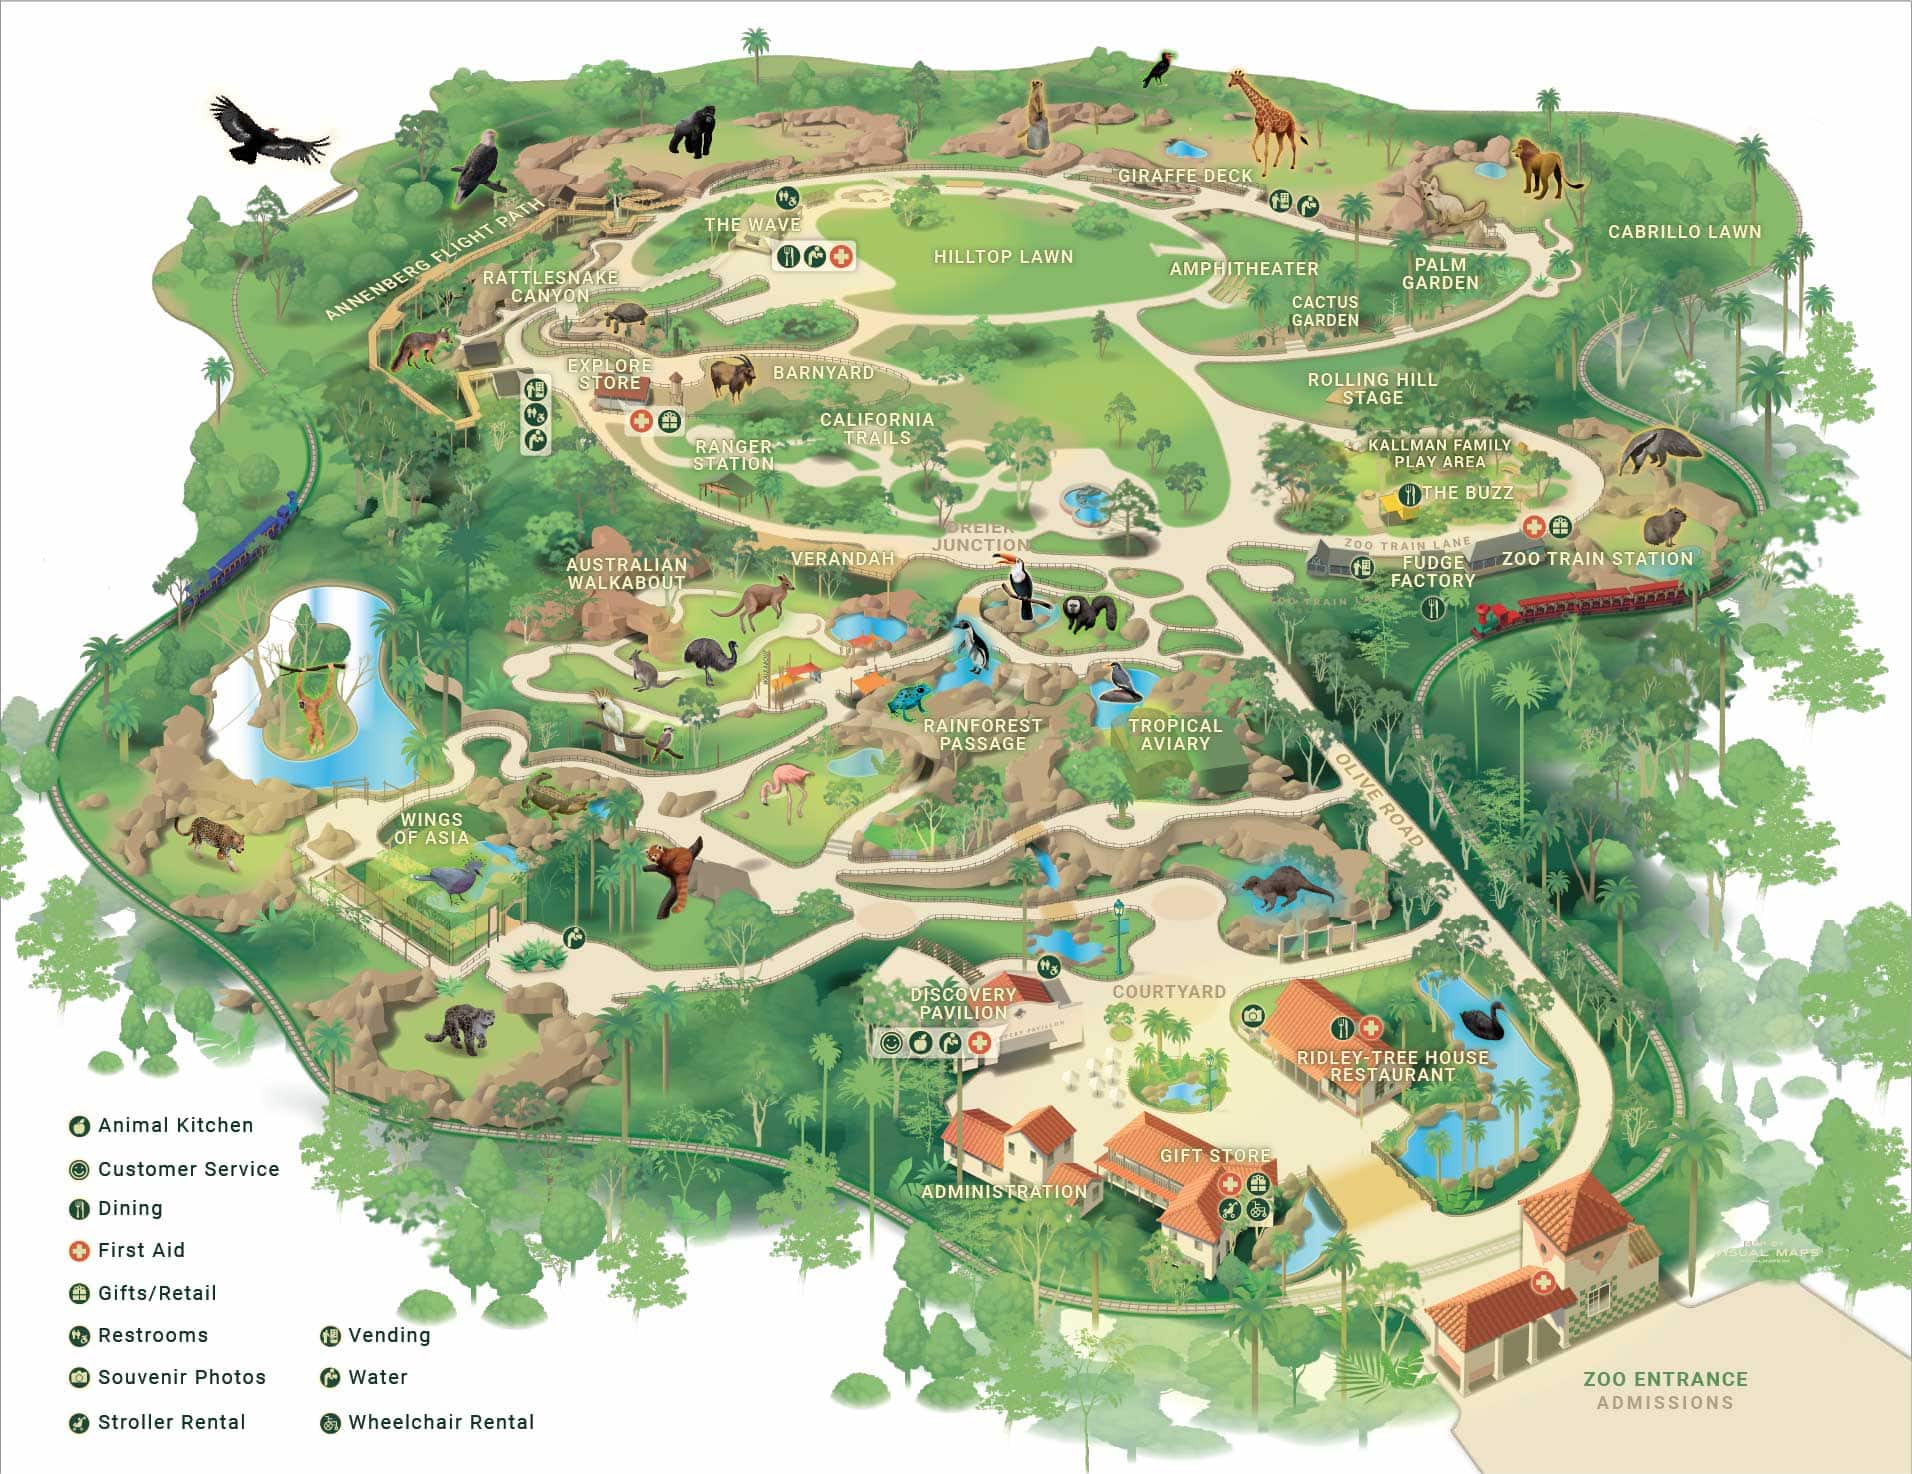 GIRAFFE DECK
THE WAVE
CABRILLO LAWN
HILLTOP LAWN
ANNENBERG FLIGHT PATH
RATTLESNAKE
CANYON
AMPHITHEATER
PALM
GARDEN
CACTUS
GARDEN
EXPLORE
STORE
BARNYARD
ROLLING HILL
STAGE
CALIFORNIA
TRAILS
RANGER
STATION
KALLMAN FAMILY
PLAY AREA
THE BUZZ
DREIER
JUNCTION
ZOO TRAIN LANE
VERANDAH
AUSTRALIAN
WALKABOUT
FUDGE
FACTORY
ZOO TRAIN STATION
RAINFOREST
PASSAGE
TROPICAL
AVIARY
OLIVE ROAD
WINGS
OF ASIA
DISCOVERY
PAVILION
COURTYARD
RIDLEY-TREE HOUSE
RESTAURANT
GIFT STORE
ADMINISTRATION
VISUAL MAPS
ZOO ENTRANCE
ADMISSIONS
Animal Kitchen
Customer Service
Dining
First Aid
Gifts/Retail
Restrooms
Souvenir Photos
Stroller Rental
Vending
Water
Wheelchair Rental